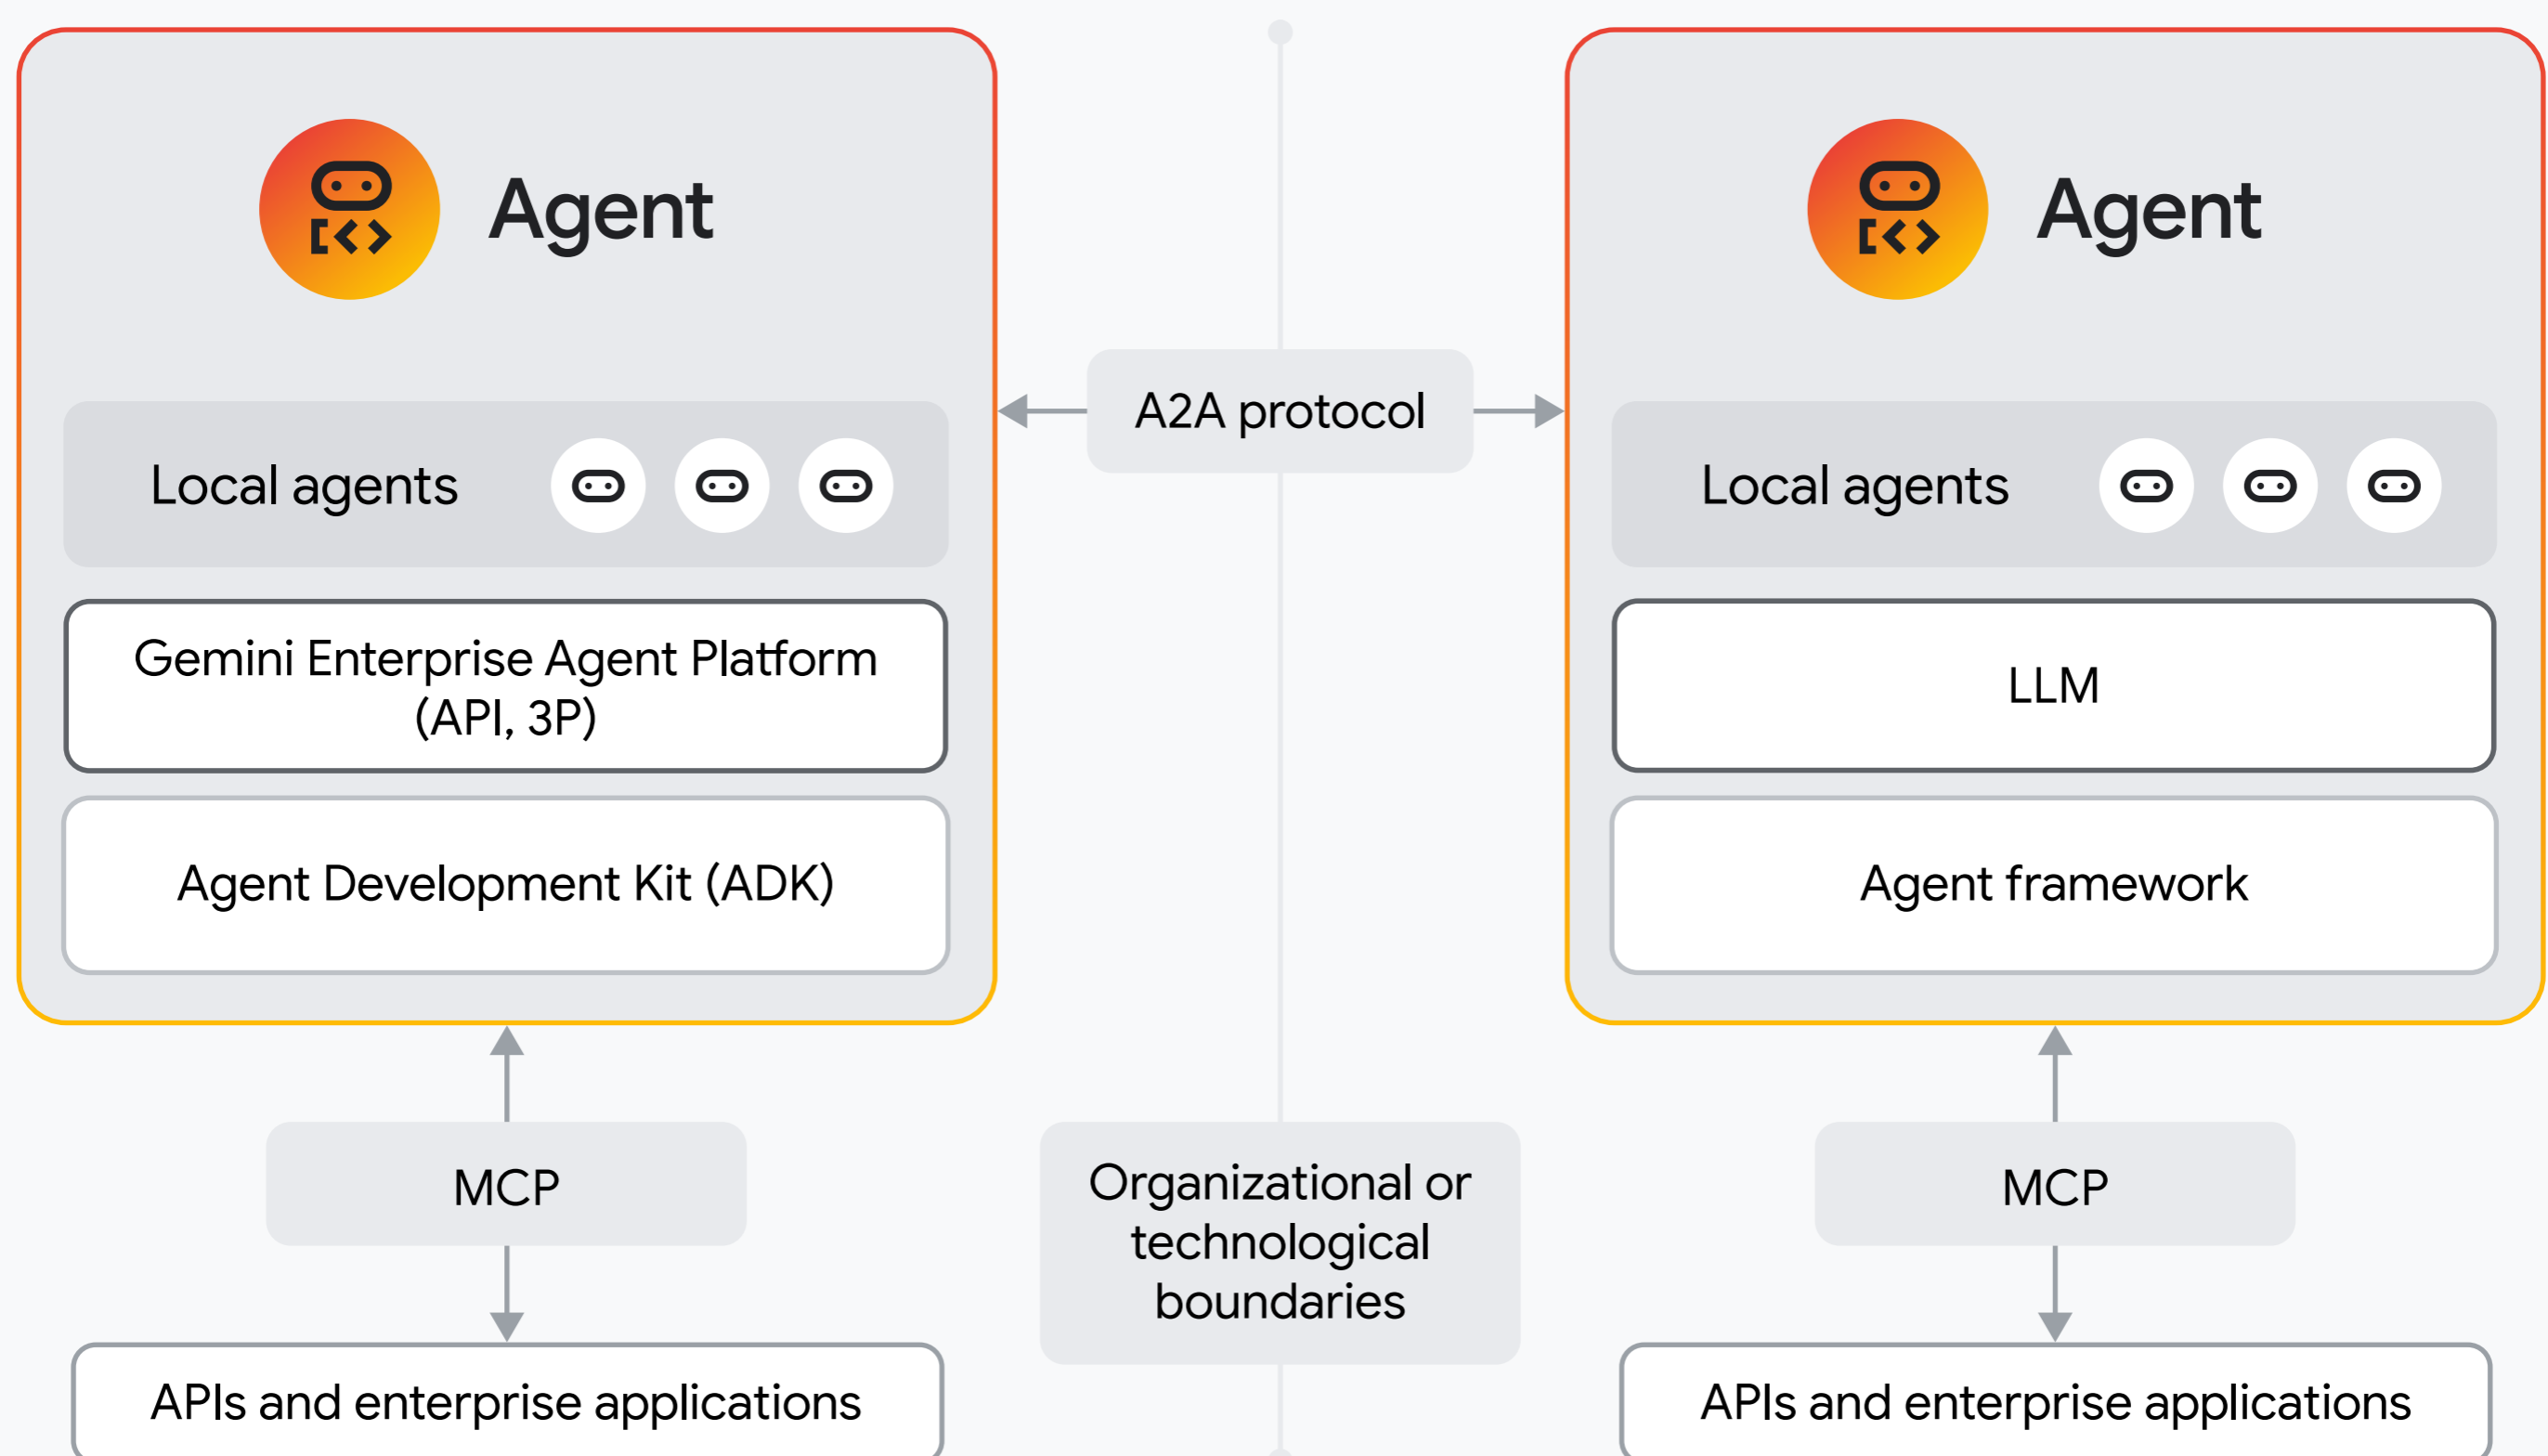 Agent
Local agents
Gemini Enterprise Agent Platform
(API, 3P)
Agent Development Kit (ADK)
MCP
APIs and enterprise applications
A2A protocol
Organizational or
technological
boundaries
Agent
Local agents
LLM
Agent framework
MCP
APIs and enterprise applications